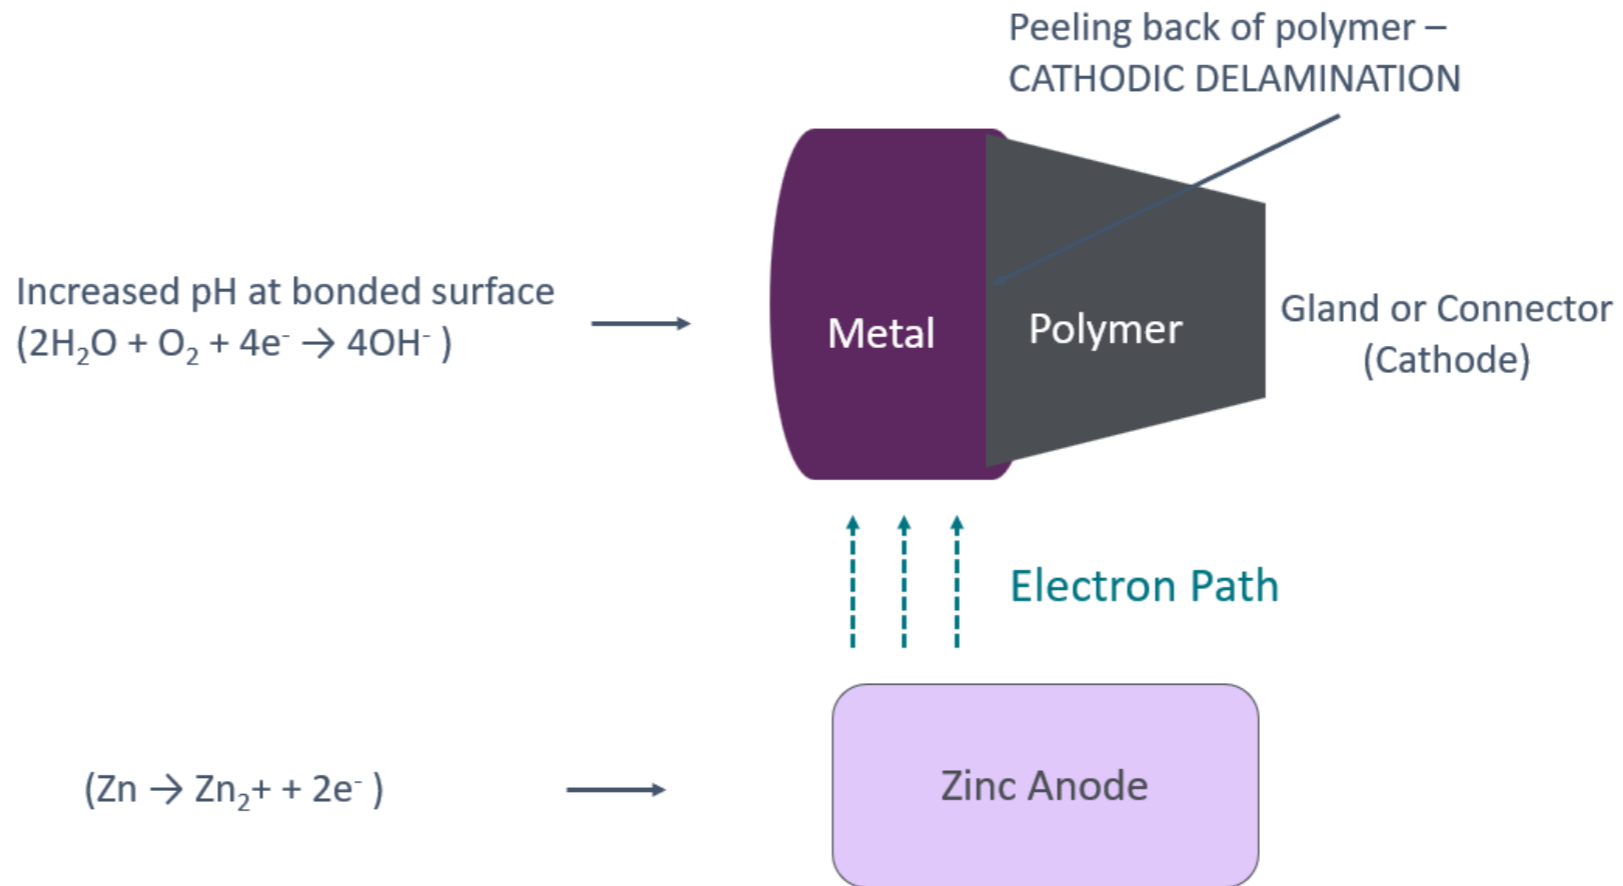 Peeling back of polymer –
CATHODIC DELAMINATION
Increased pH at bonded surface
(2H₂O + O₂ + 4e⁻ → 4OH⁻ )
Metal
Polymer
Gland or Connector
(Cathode)
Electron Path
(Zn → Zn₂+ + 2e⁻ )
Zinc Anode